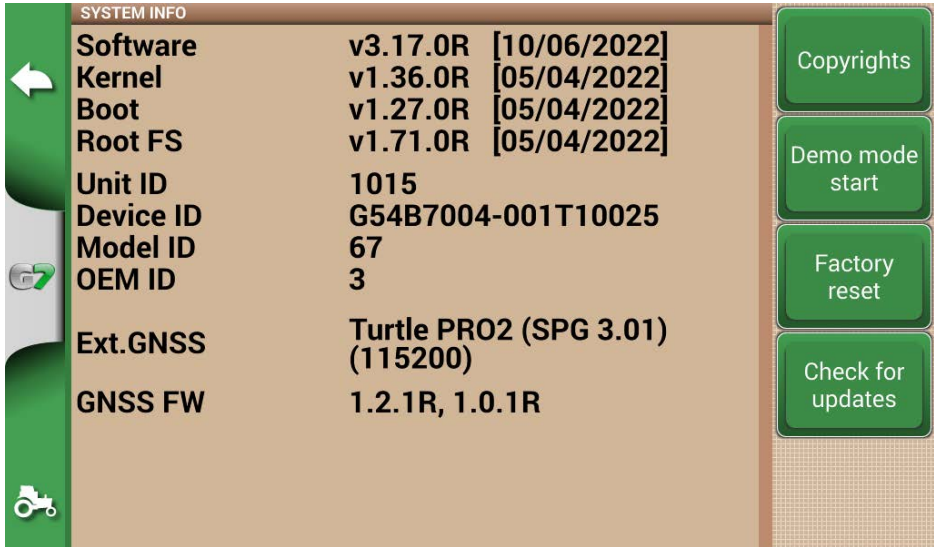 SYSTEM INFO
Software v3.17.0R [10/06/2022]
Kernel v1.36.0R [05/04/2022]
Boot v1.27.0R [05/04/2022]
Root FS v1.71.0R [05/04/2022]
Unit ID 1015
Device ID G54B7004-001T10025
Model ID 67
OEM ID 3
Ext.GNSS Turtle PRO2 (SPG 3.01)
(115200)
GNSS FW 1.2.1R, 1.0.1R
G7
Copyrights
Demo mode
start
Factory
reset
Check for
updates